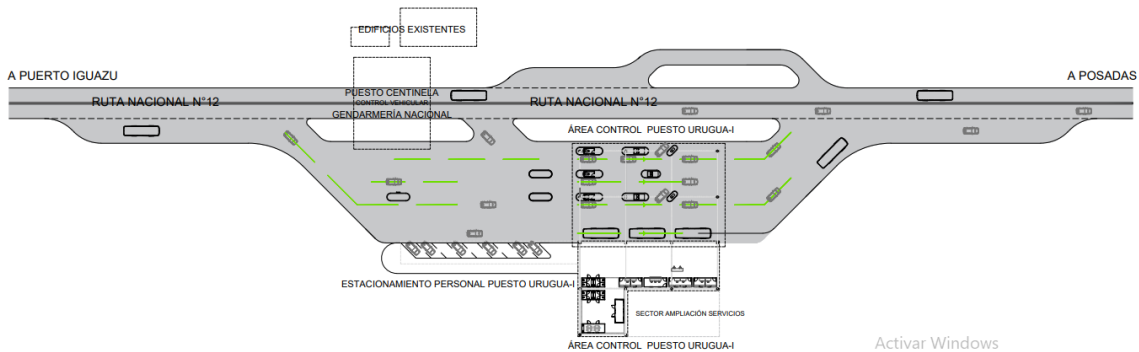 EDIFICIOS EXISTENTES
A PUERTO IGUAZU
A POSADAS
PUESTO CENTINELA
RUTA NACIONAL N°12
CONTROL VEHICULAR
RUTA NACIONAL N°12
GENDARMERÍA NACIONAL
ÁREA CONTROL PUESTO URUGUA-I
ESTACIONAMIENTO PERSONAL PUESTO URUGUA-I
SECTOR AMPLIACIÓN SERVICIOS
ÁREA CONTROL PUESTO URUGUA-I
Activar Windows